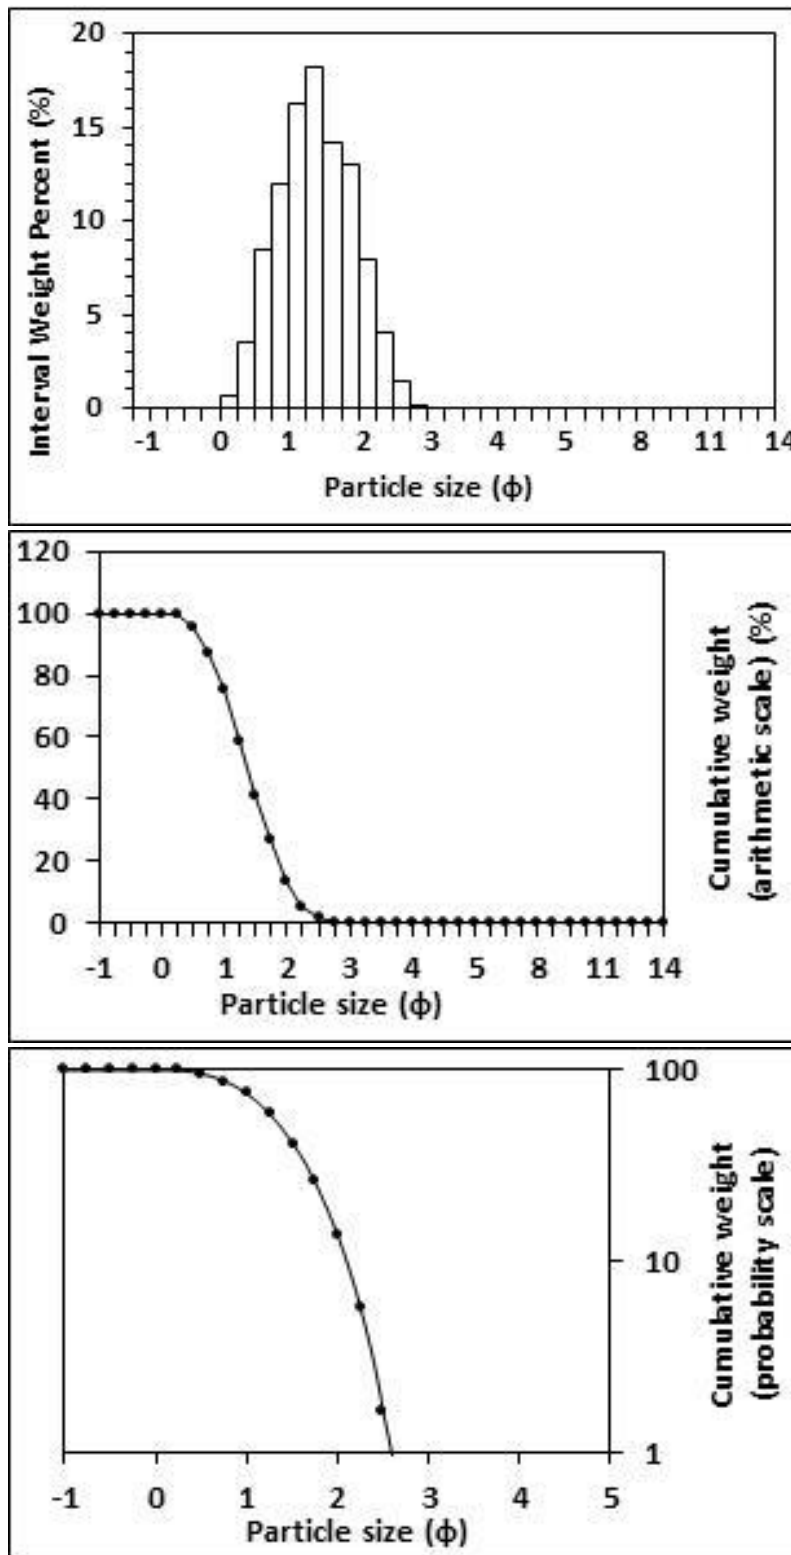 20
15
10
5
0
Interval Weight Percent (%)
-1 0 1 2 3 4 5 8 11 14
Particle size (ϕ)
120
100
80
60
40
20
0
-1 0 1 2 3 4 5 8 11 14
Particle size (ϕ)
Cumulative weight
(arithmetic scale) (%)
100
10
1
-1 0 1 2 3 4 5
Particle size (ϕ)
Cumulative weight
(probability scale)